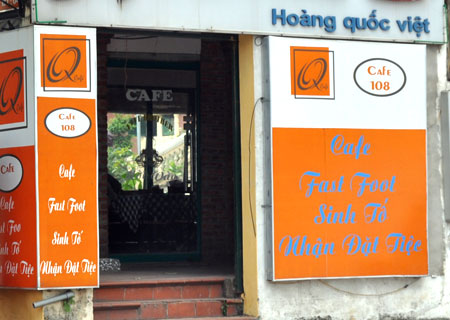 Hoàng quốc việt
Q
Cafe
108
Cafe
Fast Foot
Sinh Tố
Nhận Đặt Tiệc
CAFE
Q
CAFE
108
Cafe
Fast Foot
Sinh Tố
Nhận Đặt Tiệc